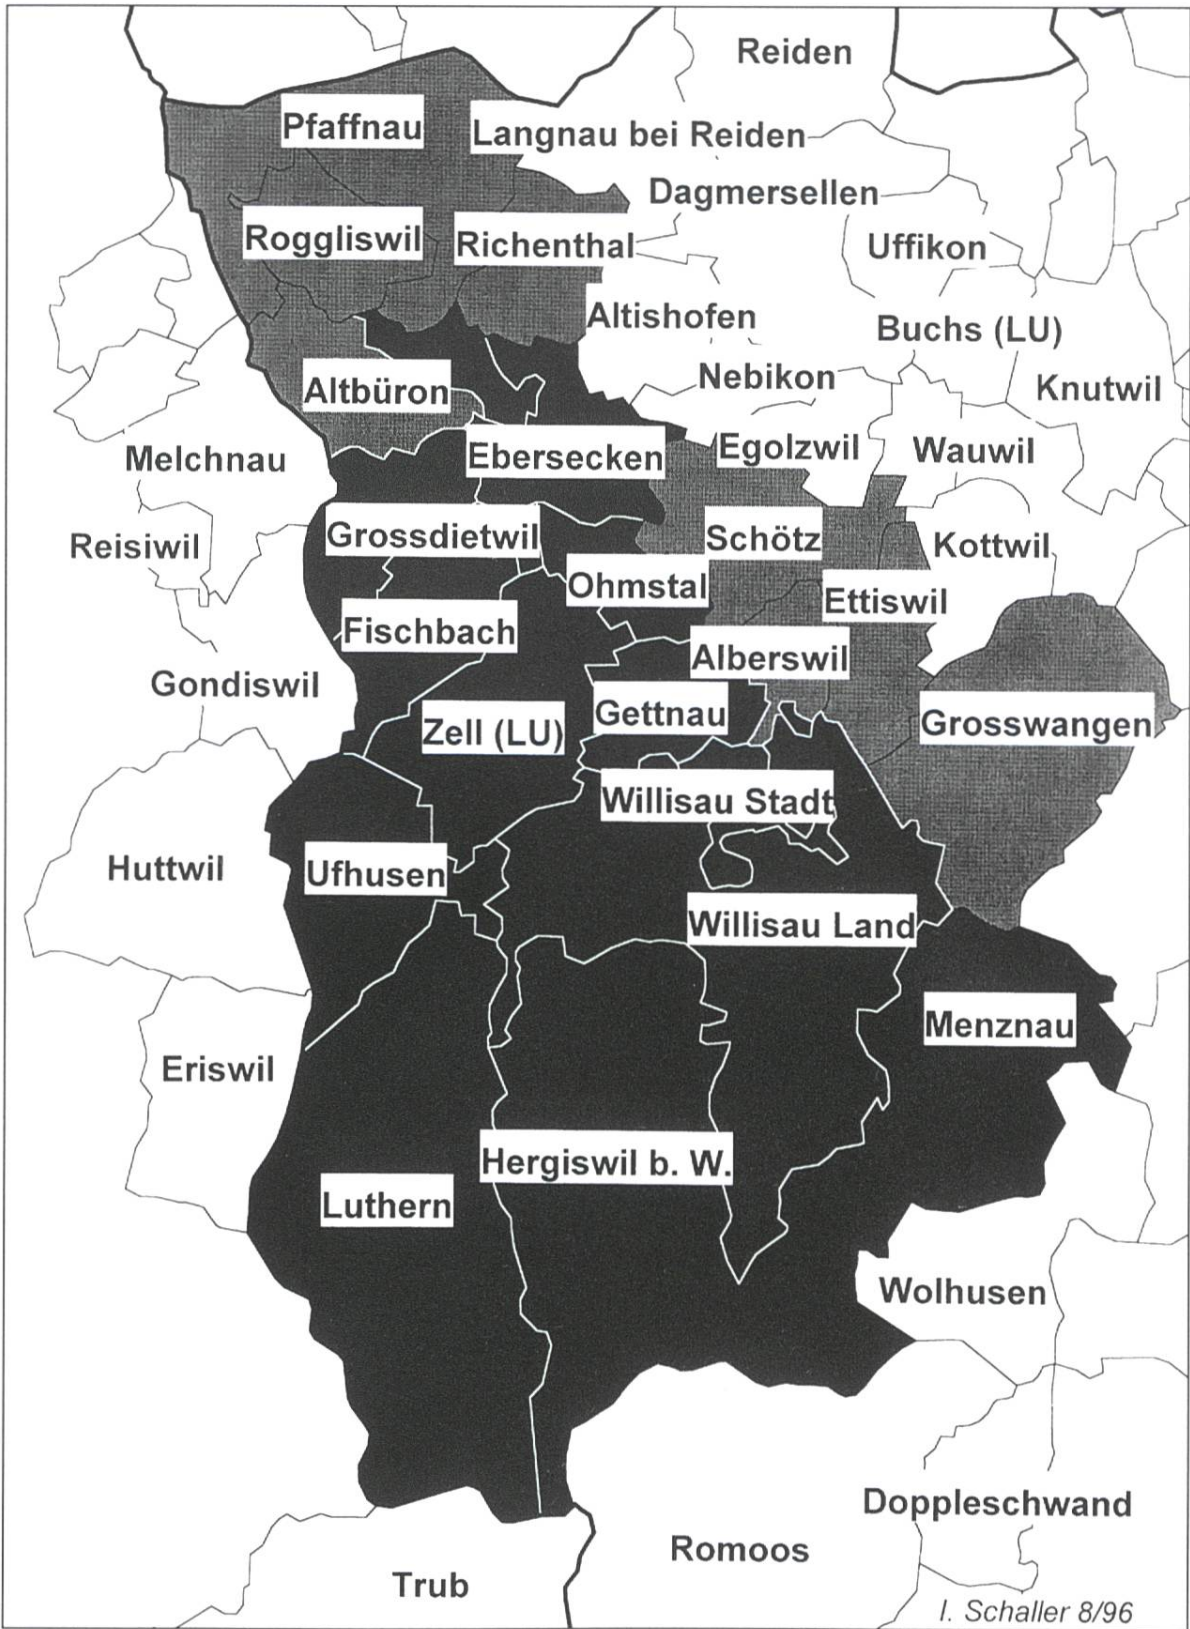 Reiden
Pfaffnau
Langnau bei Reiden
Dagmersellen
Roggliswil
Richenthal
Uffikon
Altishofen
Buchs (LU)
Nebikon
Knutwil
Altbüron
Melchnau
Ebersecken
Egolzwil
Wauwil
Reisiwil
Grossdietwil
Schötz
Kottwil
Ohmstal
Ettiswil
Fischbach
Alberswil
Gondiswil
Zell (LU)
Gettnau
Grosswangen
Willisau Stadt
Huttwil
Ufhusen
Willisau Land
Menznau
Eriswil
Hergiswil b. W.
Luthern
Wolhusen
Doppleschwand
Romoos
Trub
I. Schaller 8/96